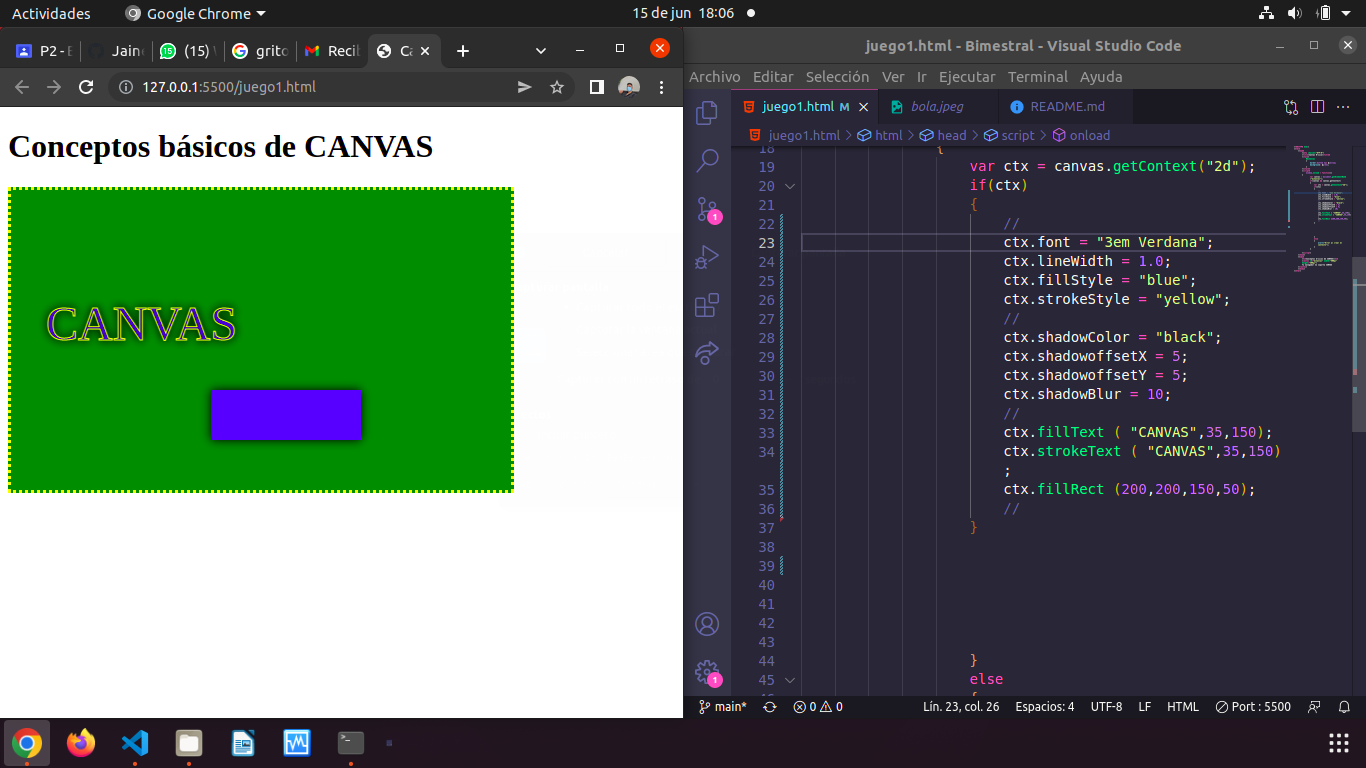 Actividades
Google Chrome
15 de jun 18:06
P2 - E
Jain
(15) W
grito
Recib
Ca
127.0.0.1:5500/juego1.html
Conceptos básicos de CANVAS
CANVAS
juego1.html - Bimestral - Visual Studio Code
Archivo Editar Selección Ver Ir Ejecutar Terminal Ayuda
juego1.html M
bola.jpeg
README.md
juego1.html > html > head > script > onload
18 {
19 var ctx = canvas.getContext("2d");
20 if(ctx)
21 {
22 //
23 ctx.font = "3em Verdana";
24 ctx.lineWidth = 1.0;
25 ctx.fillStyle = "blue";
26 ctx.strokeStyle = "yellow";
27 //
28 ctx.shadowColor = "black";
29 ctx.shadowoffsetX = 5;
30 ctx.shadowoffsetY = 5;
31 ctx.shadowBlur = 10;
32 //
33 ctx.fillText ( "CANVAS",35,150);
34 ctx.strokeText ( "CANVAS",35,150)
;
35 ctx.fillRect (200,200,150,50);
36 //
37 }
38
39
40
41
42
43
44 }
45 else
{
1
1
main* 0 0 Lín. 23, col. 26 Espacios: 4 UTF-8 LF HTML Port : 5500